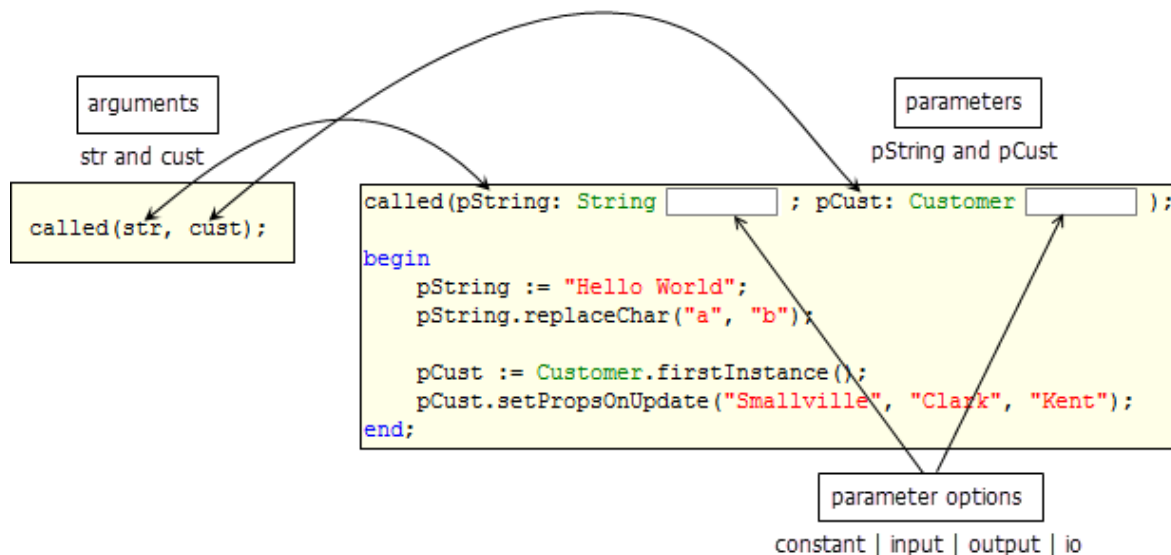 arguments
str and cust
called(str, cust);
parameters
pString and pCust
called(pString: String ; pCust: Customer );
begin
pString := "Hello World";
pString.replaceChar("a", "b");
pCust := Customer.firstInstance();
pCust.setPropsOnUpdate("Smallville", "Clark", "Kent");
end;
parameter options
constant | input | output | io